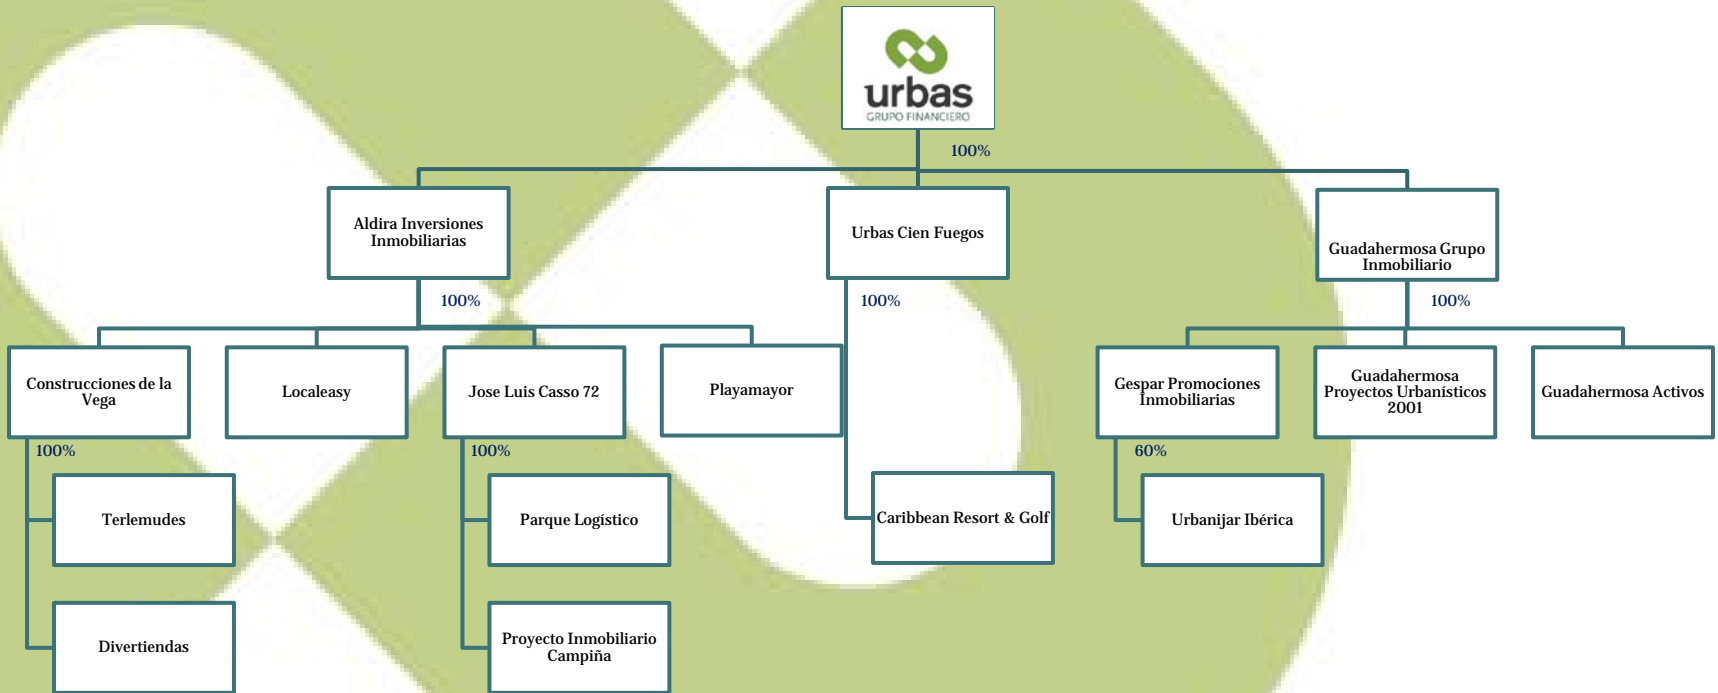 urbas
GRUPO FINANCIERO
100%
Aldira Inversiones
Inmobiliarias
Urbas Cien Fuegos
Guadahermosa Grupo
Inmobiliario
100%
100%
100%
Construcciones de la
Vega
Localeasy
Jose Luis Casso 72
Playamayor
Gespar Promociones
Inmobiliarias
Guadahermosa
Proyectos Urbanísticos
2001
Guadahermosa Activos
100%
100%
60%
Terlemudes
Parque Logístico
Caribbean Resort & Golf
Urbanijar Ibérica
Divertiendas
Proyecto Inmobiliario
Campiña